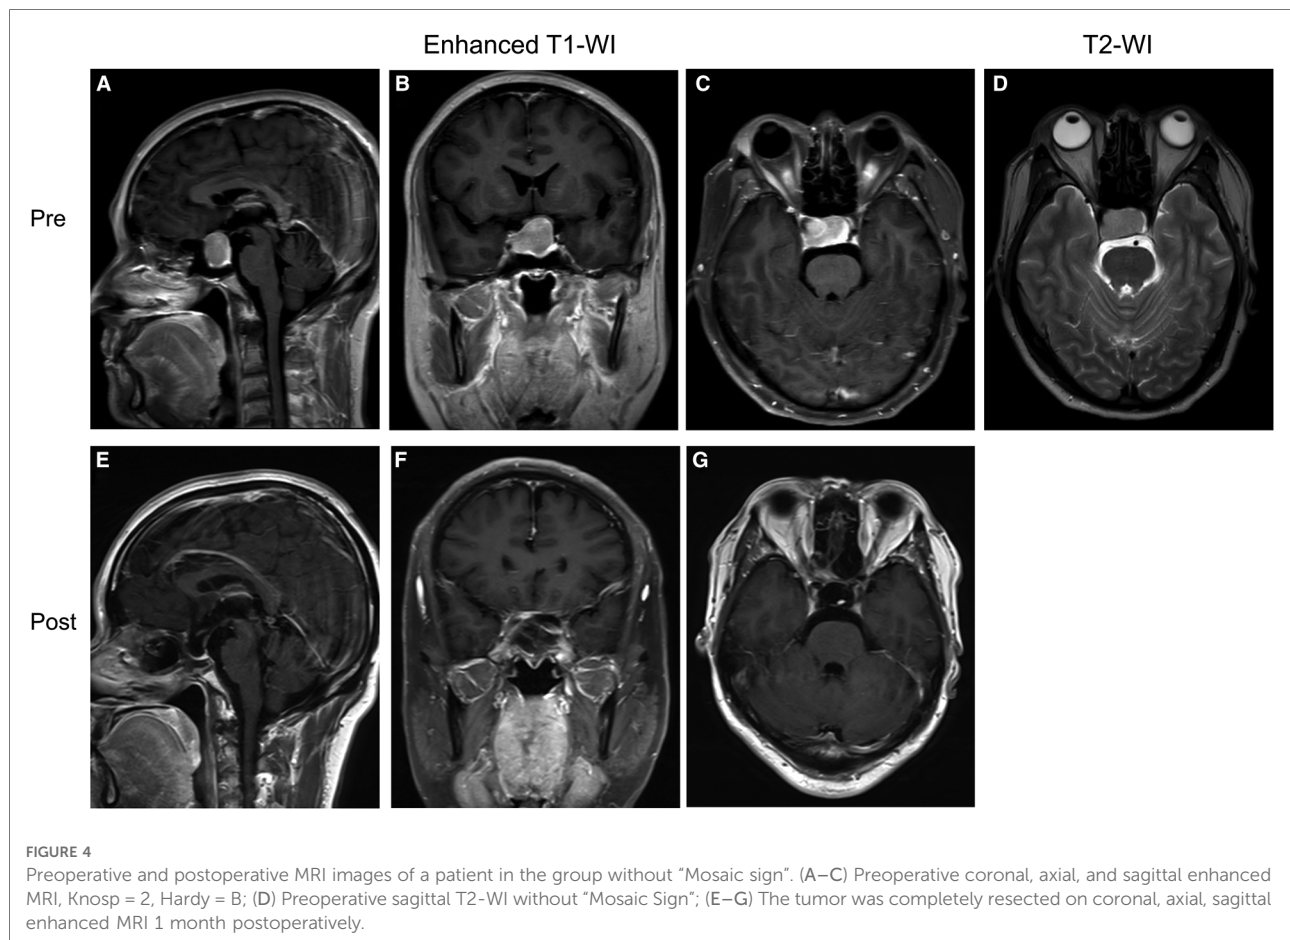 Enhanced T1-WI
T2-WI
A
B
C
D
Pre
E
F
G
Post
FIGURE 4
Preoperative and postoperative MRI images of a patient in the group without “Mosaic sign”. (A–C) Preoperative coronal, axial, and sagittal enhanced
MRI, Knosp = 2, Hardy = B; (D) Preoperative sagittal T2-WI without “Mosaic Sign”; (E–G) The tumor was completely resected on coronal, axial, sagittal
enhanced MRI 1 month postoperatively.